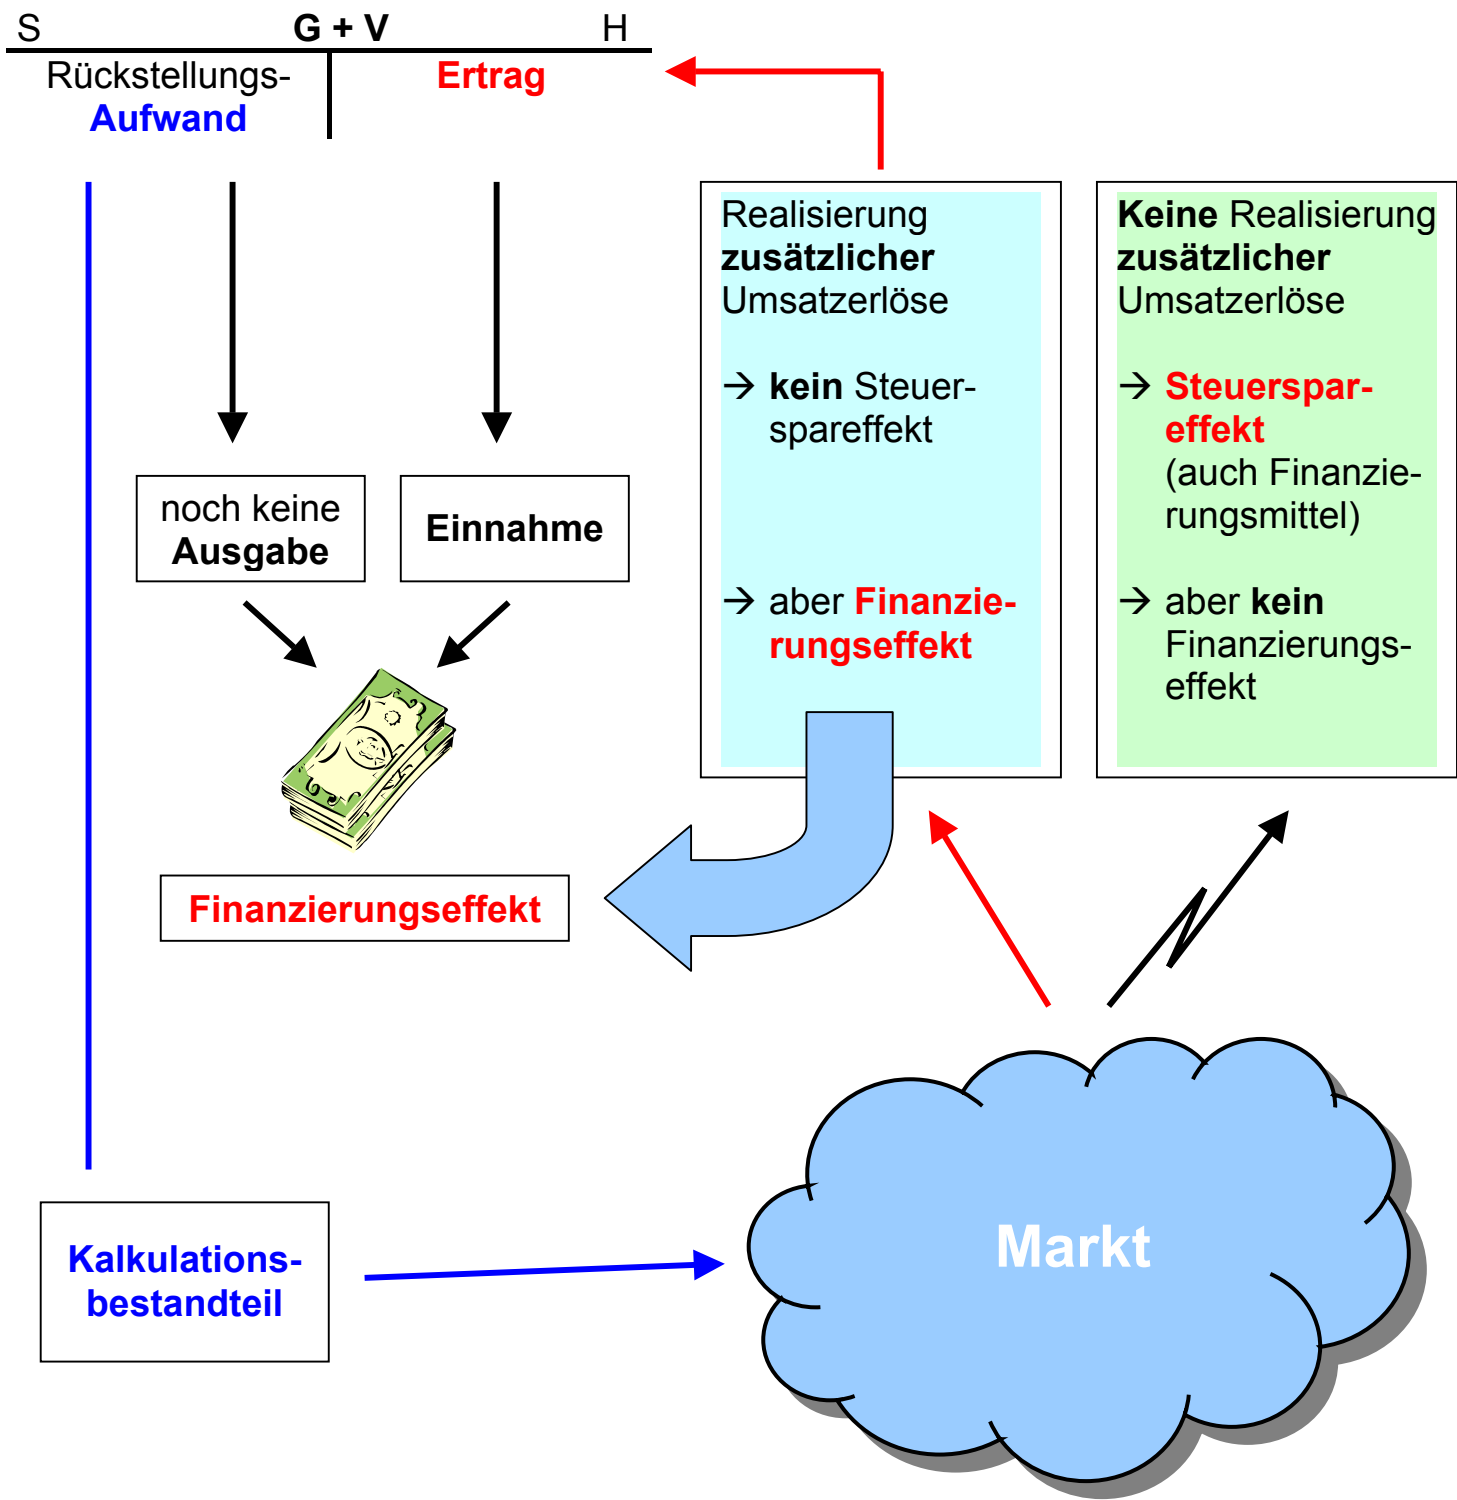 S G + V H
Rückstellungs-
Aufwand
Ertrag
noch keine
Ausgabe
Einnahme
Finanzierungseffekt
Realisierung
zusätzlicher
Umsatzerlöse
→ kein Steuer-
spareffekt
→ aber Finanzie-
rungseffekt
Keine Realisierung
zusätzlicher
Umsatzerlöse
→ Steuerspar-
effekt
(auch Finanzie-
rungsmittel)
→ aber kein
Finanzierungs-
effekt
Kalkulations-
bestandteil
Markt